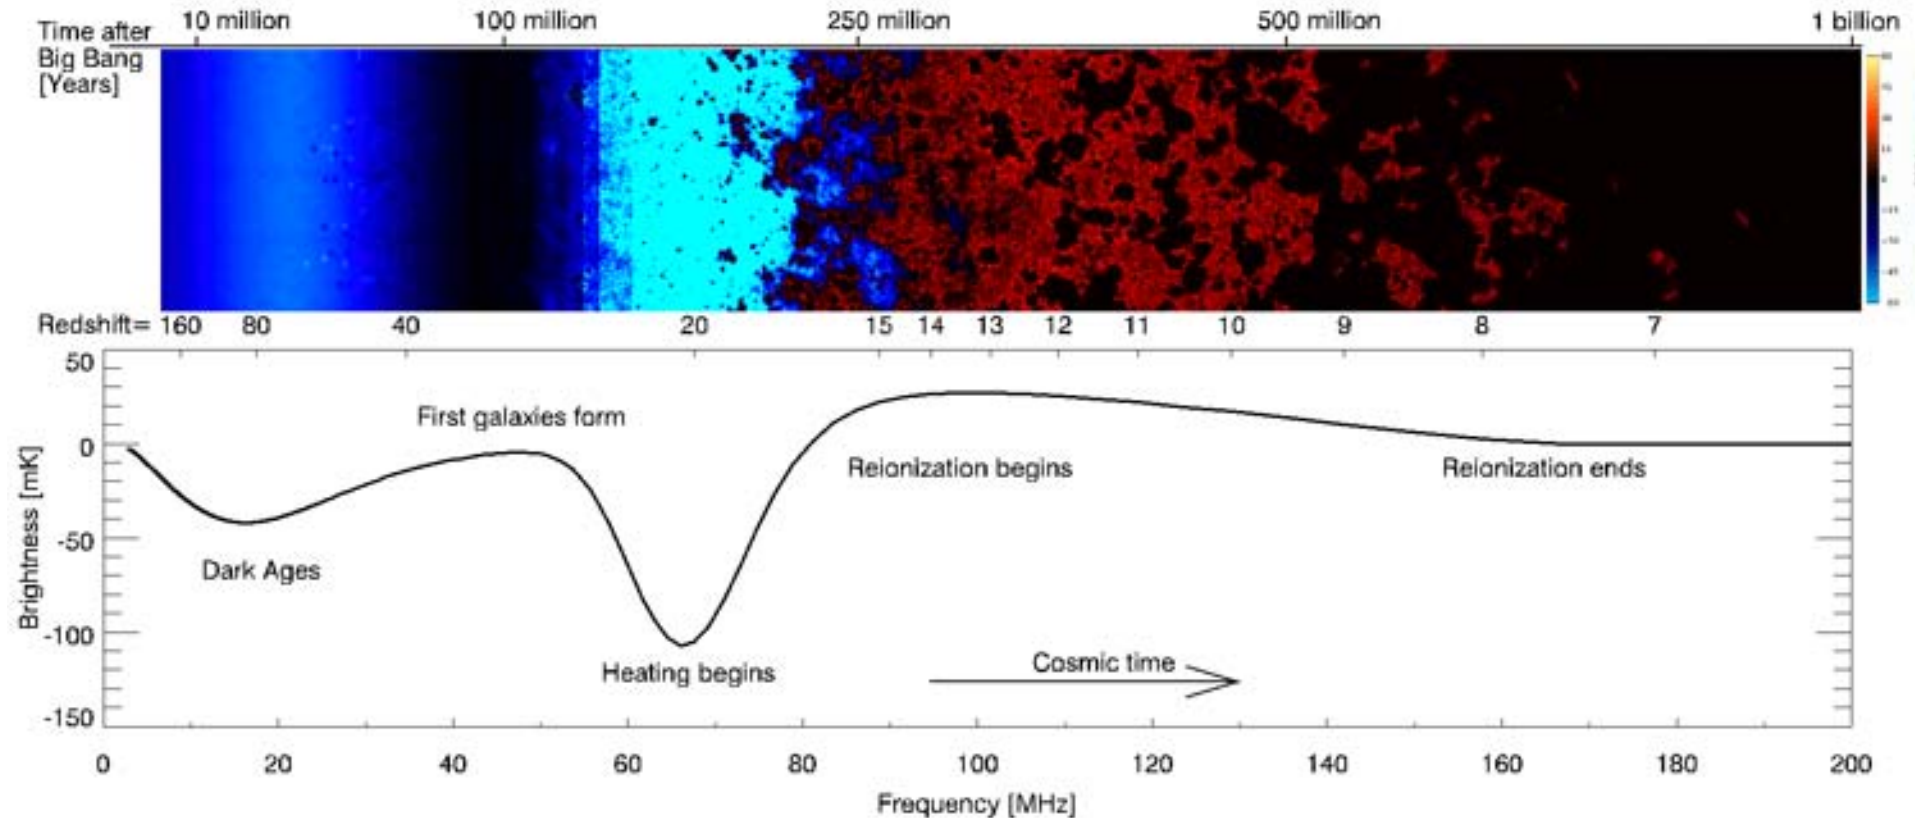 10 million 100 million 250 million 500 million 1 billion
Time after
Big Bang
[Years]
Redshift= 160 80 40 20 15 14 13 12 11 10 9 8 7
50
First galaxies form
0
Reionization begins Reionization ends
-50
Dark Ages
-100
Heating begins
Cosmic time
-150
Brightness [mK]
0 20 40 60 80 100 120 140 160 180 200
Frequency [MHz]